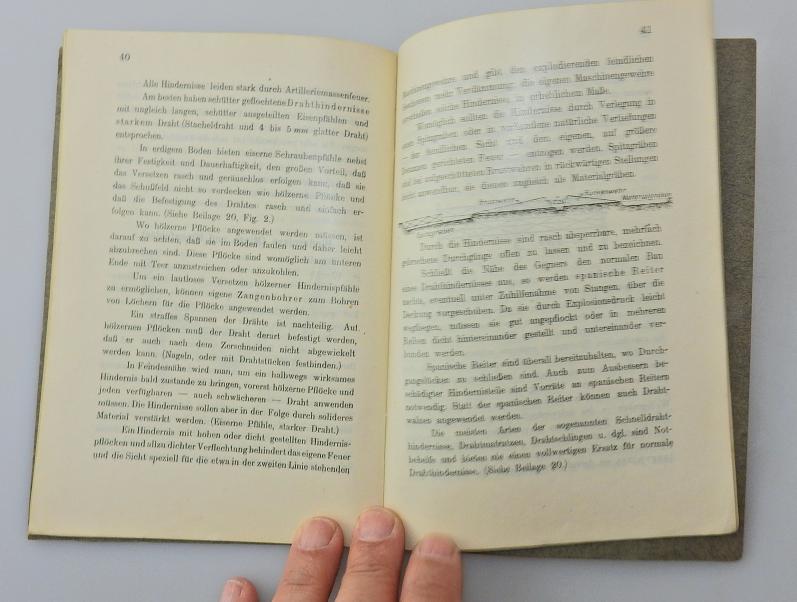 40
Alle Hindernisse leiden stark durch Artilleriemassenfeuer.
Am besten haben schütter geflochtene Drahthindernisse
mit ungleich langen, schütter ausgeteilten Eisenpfählen und
starkem Draht (Stacheldraht und 4 bis 5 mm glatter Draht)
entsprochen.
In erdigem Boden bieten eiserne Schraubenpfähle nebst
ihrer Festigkeit und Dauerhaftigkeit, den großen Vorteil, daß
das Versetzen rasch und geräuschlos erfolgen kann, daß sie
das Schußfeld nicht so verdecken wie hölzerne Pflöcke und
daß die Befestigung des Drahtes rasch und einfach er-
folgen kann. (Siehe Beilage 20, Fig. 2.)
Wo hölzerne Pflöcke angewendet werden müssen, ist
darauf zu achten, daß sie im Boden faulen und daher leicht
abzubrechen sind. Diese Pflöcke sind womöglich am unteren
Ende mit Teer anzustreichen oder anzukohlen.
Um ein lautloses Versetzen hölzerner Hindernispfähle
zu ermöglichen, können eigene Zangenbohrer zum Bohren
von Löchern für die Pflöcke angewendet werden.
Ein straffes Spannen der Drähte ist nachteilig. Auf
hölzernen Pflöcken muß der Draht derart befestigt werden,
daß er auch nach dem Zerschneiden nicht abgewickelt
werden kann. (Nageln, oder mit Drahtstücken festbinden.)
In Feindesnähe wird man, um ein halbwegs wirksames
Hindernis bald zustande zu bringen, vorerst hölzerne Pflöcke und
jeden verfügbaren — auch schwächeren — Draht anwenden
müssen. Die Hindernisse sollen aber in der Folge durch solideres
Material verstärkt werden. (Eiserne Pfähle, starker Draht.)
Ein Hindernis mit hohen oder dicht gestellten Hindernis-
pflöcken und allzu dichter Verflechtung behindert das eigene Feuer
und die Sicht speziell für die etwa in der zweiten Linie stehenden
41
Maschinengewehre und gibt den explodierenden feindlichen
Geschossen mehr Verdämmung; die eigenen Maschinengewehre
solche Hindernisse in erheblichem Maße.
Womöglich sollten die Hindernisse durch Verlegung in
Spitzgräben oder in vorhandene natürliche Vertiefungen
— der feindlichen Sicht und dem eigenen, auf größere
Distanzen gerichteten Feuer — entzogen werden. Spitzgräben
sind bei aufgeschütteten Brustwehren in rückwärtigen Stellungen
nicht anwendbar, sie dienen zugleich als Materialgräben.
Materialgraben
Durch die Hindernisse sind rasch absperrbare, mehrfach
gebrochene Durchgänge offen zu lassen und zu bezeichnen.
Schließt die Nähe des Gegners den normalen Bau
eines Drahthindernisses aus, so werden spanische Reiter
nachts, eventuell unter Zuhilfenahme von Stangen, über die
Deckung vorgeschoben. Da sie durch Explosionsdruck leicht
wegfliegen, müssen sie gut angepflockt oder in mehreren
Reihen dicht hintereinander gestellt und untereinander ver-
bunden werden.
Spanische Reiter sind überall bereitzuhalten, wo Durch-
gangslücken zu schließen sind. Auch zum Ausbessern be-
schädigter Hindernisteile sind Vorräte an spanischen Reitern
notwendig. Statt der spanischen Reiter können auch Draht-
walzen angewendet werden.
Die meisten Arten der sogenannten Schnelldraht-
hindernisse, Drahtmatratzen, Drahtschlingen u. dgl. sind Not-
behelfe und bieten nie einen vollwertigen Ersatz für normale
Drahthindernisse. (Siehe Beilage 20.)